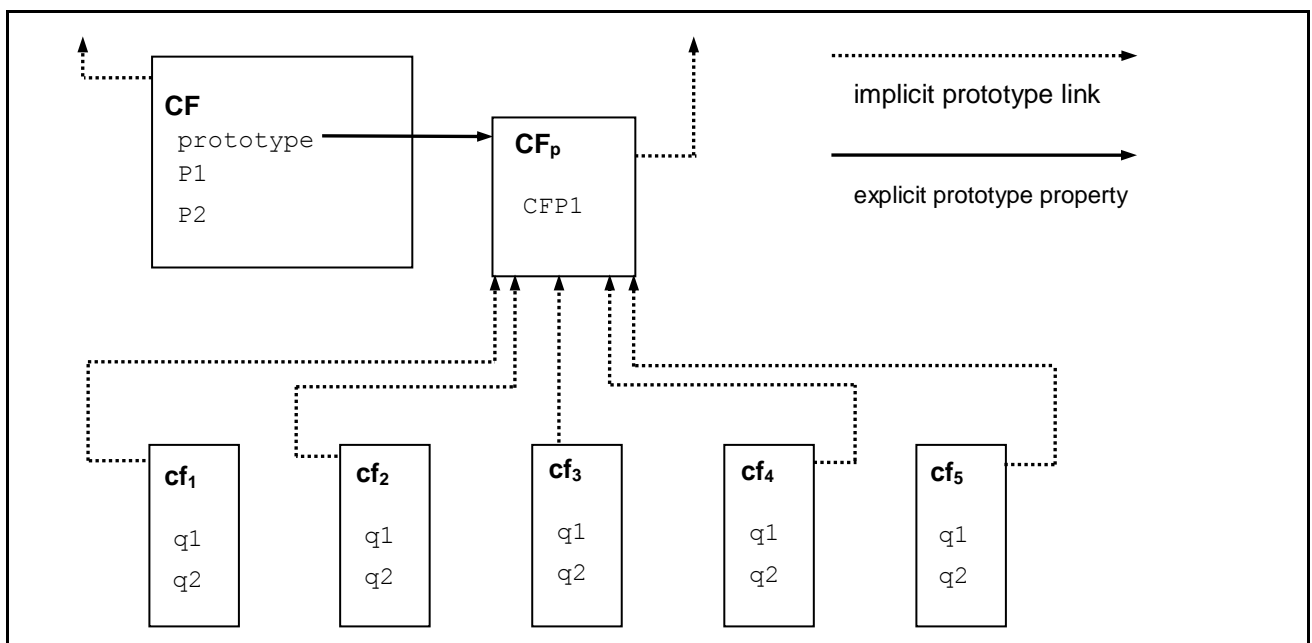 CF
prototype
P1
P2
CFp
CFP1
implicit prototype link
explicit prototype property
cf1
q1
q2
cf2
q1
q2
cf3
q1
q2
cf4
q1
q2
cf5
q1
q2